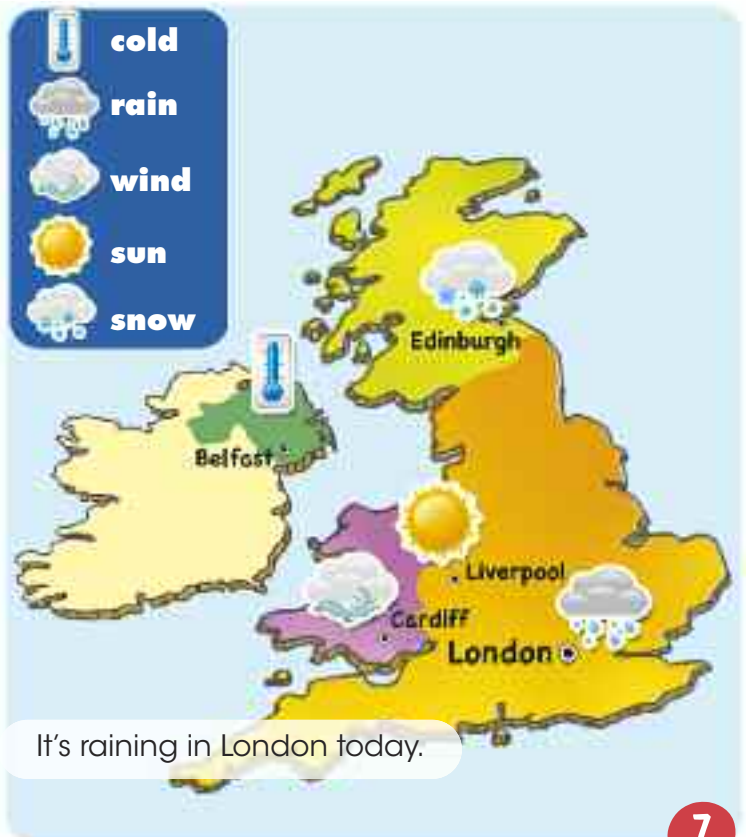 cold
rain
wind
sun
snow
Edinburgh
Belfast
Liverpool
Cardiff
London
It's raining in London today.
7